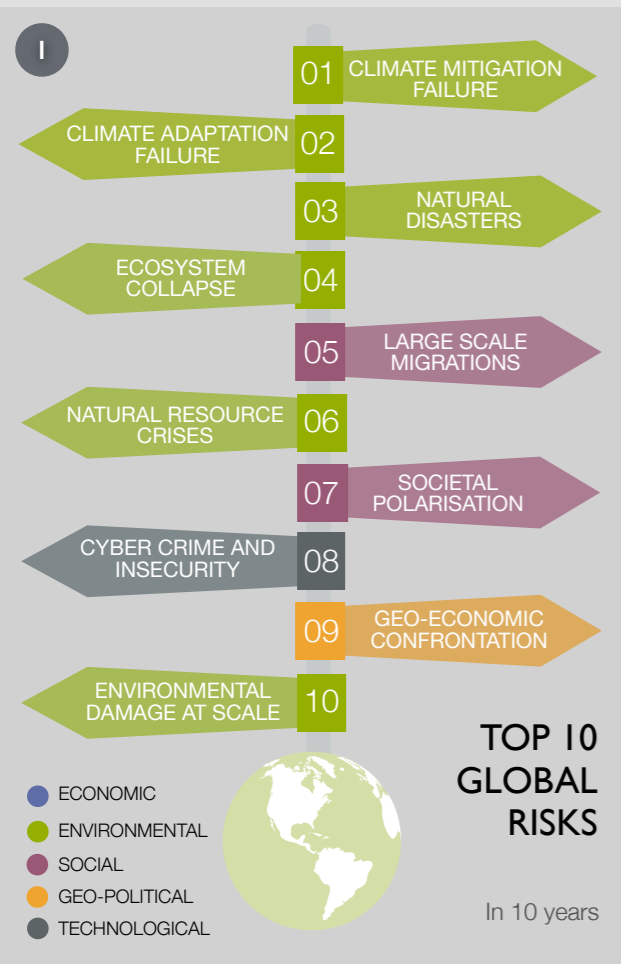 I
01 CLIMATE MITIGATION
FAILURE
CLIMATE ADAPTATION
FAILURE
02
03 NATURAL
DISASTERS
ECOSYSTEM
COLLAPSE
04
05 LARGE SCALE
MIGRATIONS
NATURAL RESOURCE
CRISES
06
07 SOCIETAL
POLARISATION
CYBER CRIME AND
INSECURITY
08
09 GEO-ECONOMIC
CONFRONTATION
ENVIRONMENTAL
DAMAGE AT SCALE
10
TOP 10
GLOBAL
RISKS
In 10 years
ECONOMIC
ENVIRONMENTAL
SOCIAL
GEO-POLITICAL
TECHNOLOGICAL